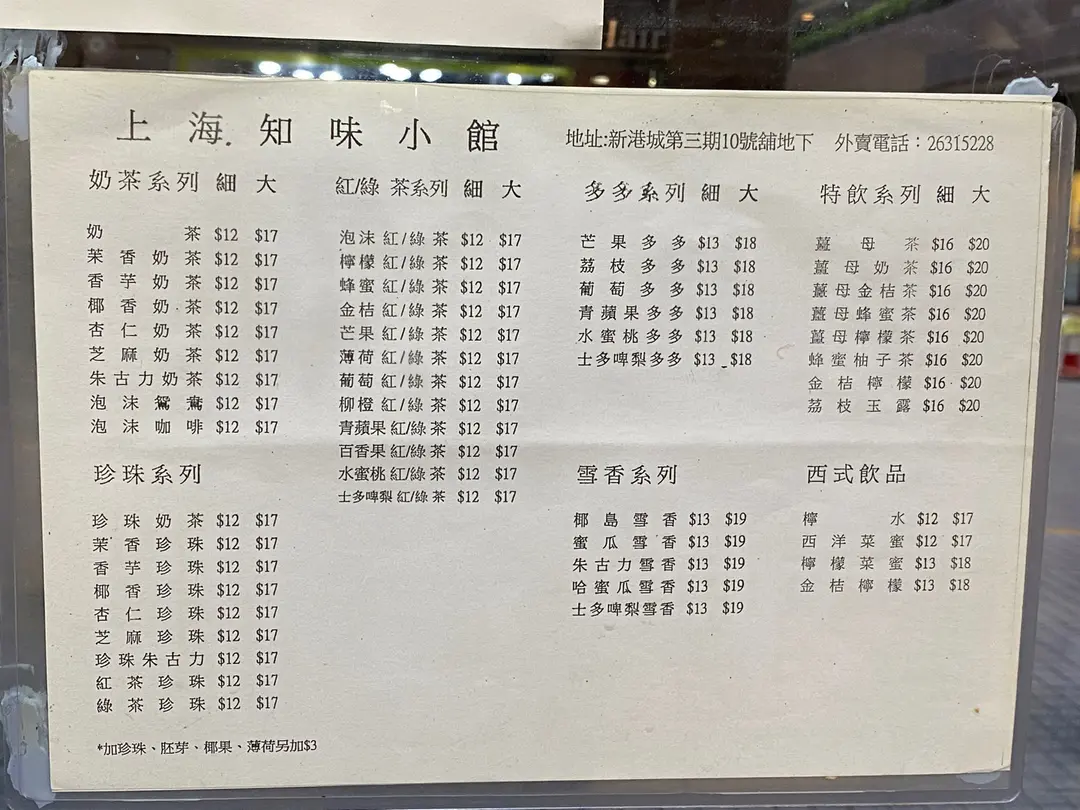 上海知味小館
地址:新港城第三期10號舖地下 外賣電話:26315228
奶茶系列 細 大
奶茶 $12 $17
茉香奶茶 $12 $17
香芋奶茶 $12 $17
椰香奶茶 $12 $17
杏仁奶茶 $12 $17
芝麻奶茶 $12 $17
朱古力奶茶 $12 $17
泡沫鴛鴦 $12 $17
泡沫咖啡 $12 $17
珍珠系列
珍珠奶茶 $12 $17
茉香珍珠 $12 $17
香芋珍珠 $12 $17
椰香珍珠 $12 $17
杏仁珍珠 $12 $17
芝麻珍珠 $12 $17
珍珠朱古力 $12 $17
紅茶珍珠 $12 $17
綠茶珍珠 $12 $17
*加珍珠、胚芽、椰果、薄荷另加$3
紅/綠 茶系列 細 大
泡沫紅/綠茶 $12 $17
檸檬紅/綠茶 $12 $17
蜂蜜紅/綠茶 $12 $17
金桔紅/綠茶 $12 $17
芒果紅/綠茶 $12 $17
薄荷紅/綠茶 $12 $17
葡萄紅/綠茶 $12 $17
柳橙紅/綠茶 $12 $17
青蘋果紅/綠茶 $12 $17
百香果紅/綠茶 $12 $17
水蜜桃紅/綠茶 $12 $17
士多啤梨紅/綠茶 $12 $17
多多系列 細 大
芒果多多 $13 $18
荔枝多多 $13 $18
葡萄多多 $13 $18
青蘋果多多 $13 $18
水蜜桃多多 $13 $18
士多啤梨多多 $13 $18
雪香系列
椰島雪香 $13 $19
蜜瓜雪香 $13 $19
朱古力雪香 $13 $19
哈蜜瓜雪香 $13 $19
士多啤梨雪香 $13 $19
特飲系列 細 大
薑母茶 $16 $20
薑母奶茶 $16 $20
薑母金桔茶 $16 $20
薑母蜂蜜茶 $16 $20
薑母檸檬茶 $16 $20
蜂蜜柚子茶 $16 $20
金桔檸檬 $16 $20
荔枝玉露 $16 $20
西式飲品
檸水 $12 $17
西洋菜蜜 $12 $17
檸檬菜蜜 $13 $18
金桔檸檬 $13 $18